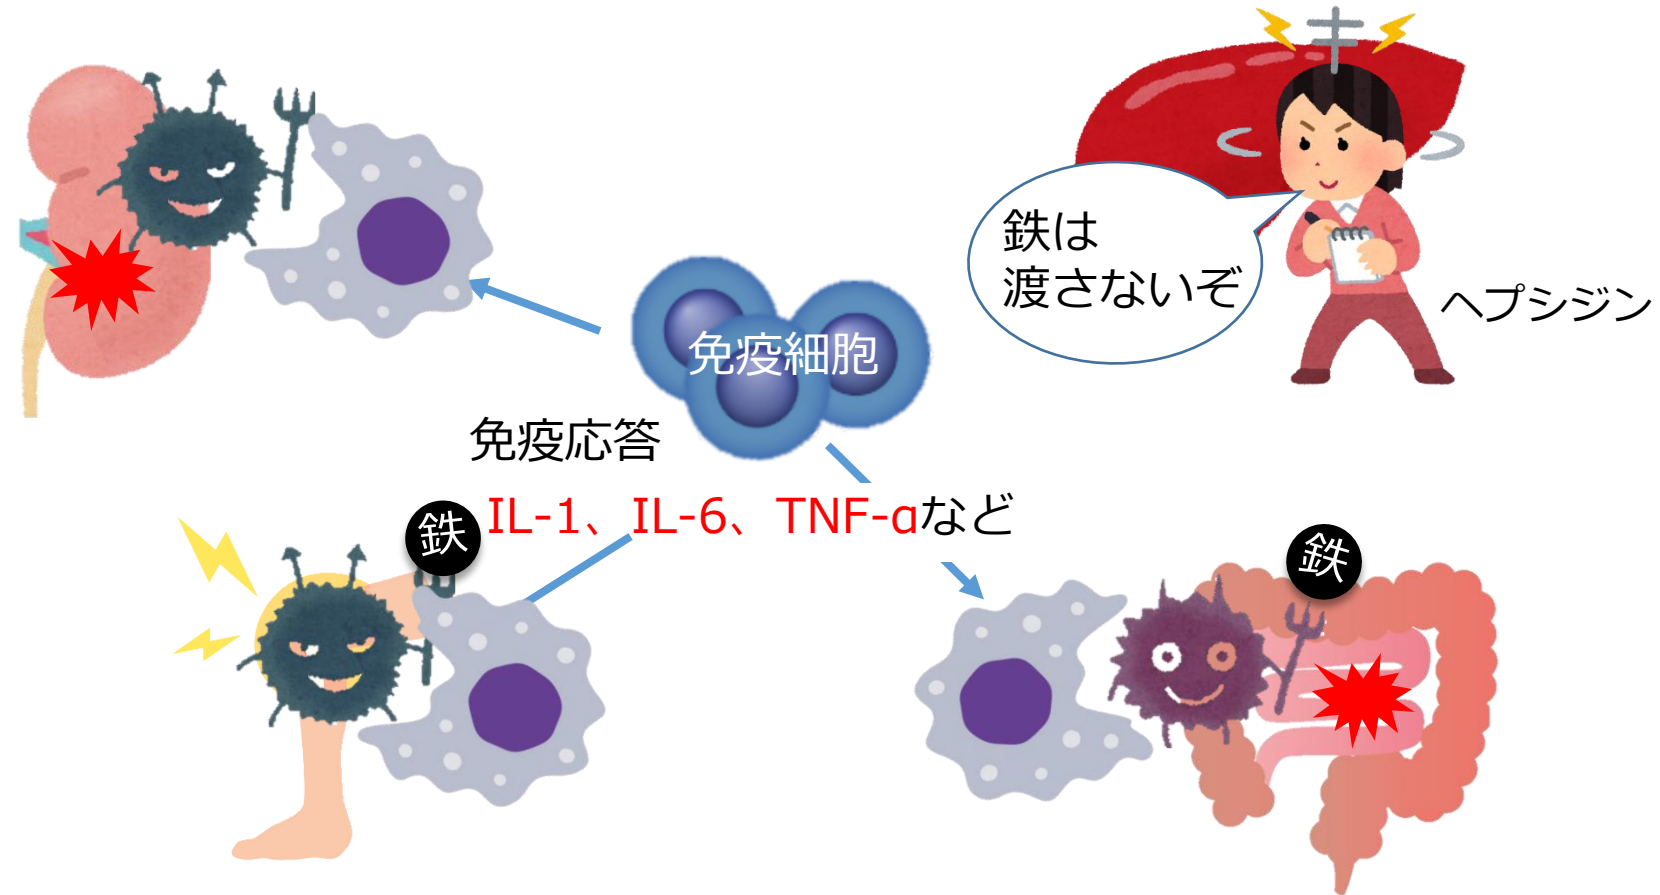 鉄は
渡さないぞ
ヘプシジン
免疫細胞
免疫応答
IL-1、IL-6、TNF-αなど
鉄
鉄